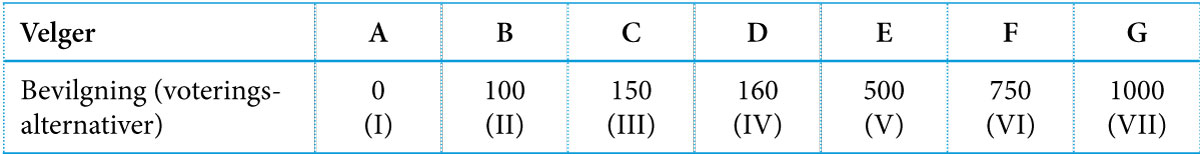 Velger A B C D E F G
Bevilgning (voterings- 0 100 150 160 500 750 1000
alternativer) (I) (II) (III) (IV) (V) (VI) (VII)